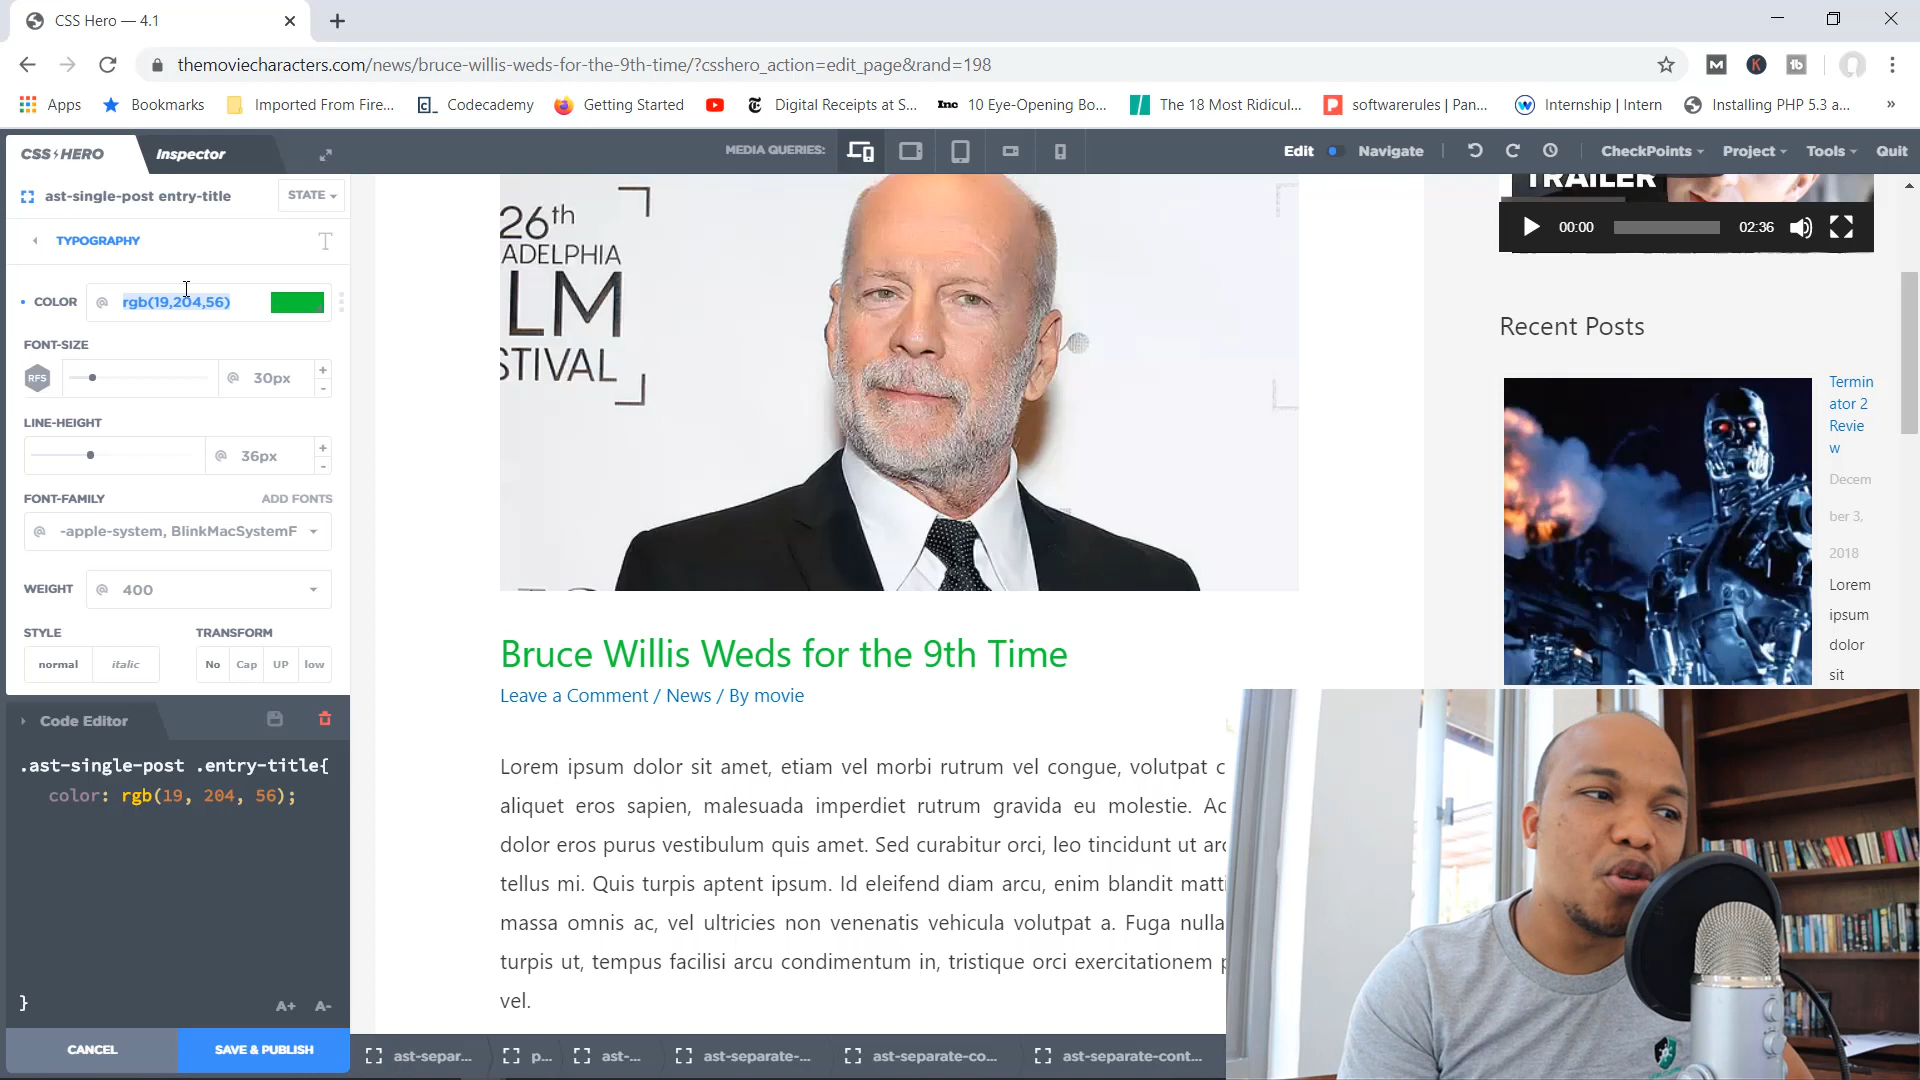 CSS Hero — 4.1
themoviecharacters.com/news/bruce-willis-weds-for-the-9th-time/?csshero_action=edit_page&rand=198
Apps
Bookmarks
Imported From Fire...
Codecademy
Getting Started
Digital Receipts at S...
Inc 10 Eye-Opening Bo...
The 18 Most Ridicul...
softwarerules | Pan...
Internship | Intern
Installing PHP 5.3 a...
»
CSS HERO
Inspector
MEDIA QUERIES:
Edit
Navigate
CheckPoints
Project
Tools
Quit
ast-single-post entry-title
STATE
TYPOGRAPHY
T
COLOR @ rgb(19,204,56)
FONT-SIZE
RFS @ 30px + -
LINE-HEIGHT
@ 36px + -
FONT-FAMILY ADD FONTS
@ -apple-system, BlinkMacSystemF
WEIGHT @ 400
STYLE TRANSFORM
normal italic No Cap UP low
Code Editor
.ast-single-post .entry-title{
color: rgb(19, 204, 56);
}
A+ A-
CANCEL SAVE & PUBLISH
26th
ADELPHIA
LM
STIVAL
Bruce Willis Weds for the 9th Time
Leave a Comment / News / By movie
Lorem ipsum dolor sit amet, etiam vel morbi rutrum vel congue, volutpat
aliquet eros sapien, malesuada imperdiet rutrum gravida eu molestie.
dolor eros purus vestibulum quis amet. Sed curabitur orci, leo tincidunt ut
tellus mi. Quis turpis aptent ipsum. Id eleifend diam arcu, enim blandit
massa omnis ac, vel ultricies non venenatis vehicula volutpat a. Fuga nulla
turpis ut, tempus facilisi arcu condimentum in, tristique orci exercitationem
vel.
TRAILER
00:00 02:36
Recent Posts
Termin
ator 2
Revie
w
Decem
ber 3,
2018
Lorem
ipsum
dolor
sit
ast-separ...
p...
ast-...
ast-separate-...
ast-separate-co...
ast-separate-cont...